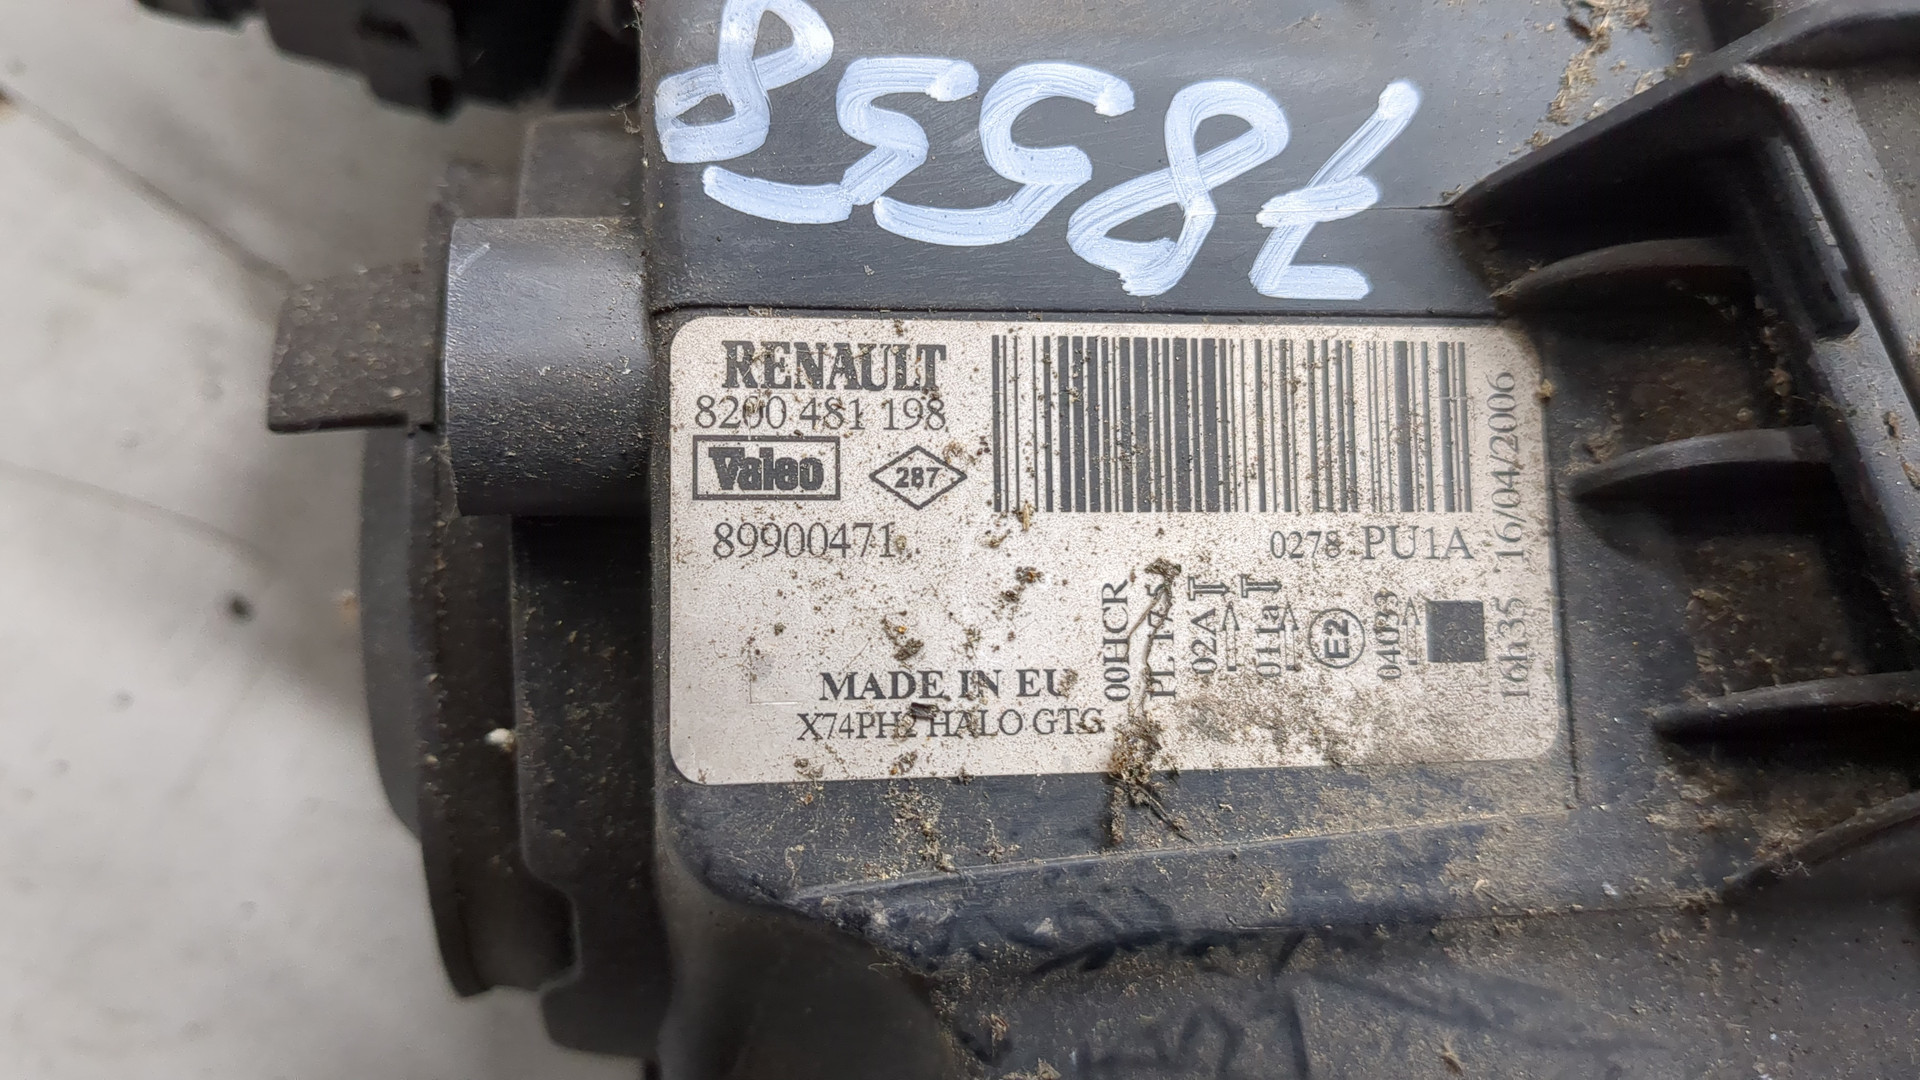 78558
RENAULT
8200 481 198
Valeo
287
89900471
0278 PU1A
16h35 16/04/2006
00HCR
02A
011a
E2
MADE IN EU
X74PH2 HALO GTG